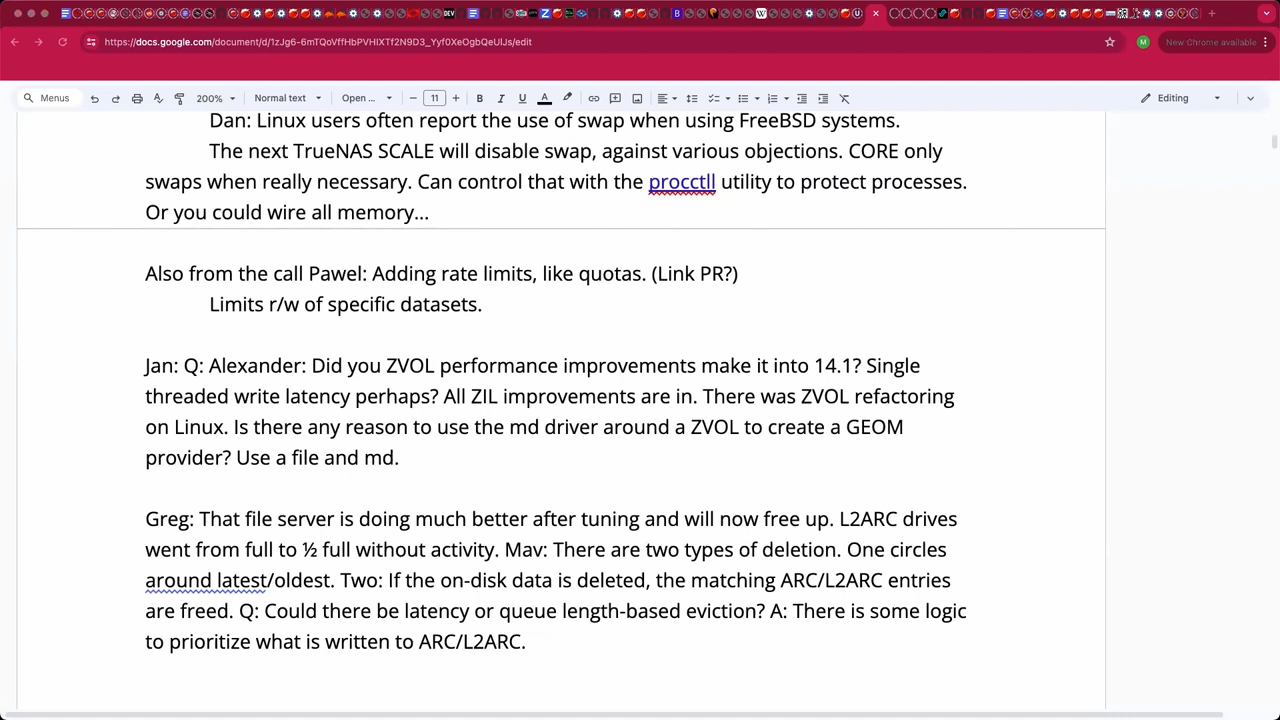 DEV
https://docs.google.com/document/d/1zJg6-6mTQoVffHbPVHIXTf2N9D3_Yyf0XeOgbQeUlJs/edit
M
New Chrome available
Menus
200%
Normal text
Open ...
11
B I U A
Editing
Dan: Linux users often report the use of swap when using FreeBSD systems.
The next TrueNAS SCALE will disable swap, against various objections. CORE only
swaps when really necessary. Can control that with the procctll utility to protect processes.
Or you could wire all memory...
Also from the call Pawel: Adding rate limits, like quotas. (Link PR?)
Limits r/w of specific datasets.
Jan: Q: Alexander: Did you ZVOL performance improvements make it into 14.1? Single
threaded write latency perhaps? All ZIL improvements are in. There was ZVOL refactoring
on Linux. Is there any reason to use the md driver around a ZVOL to create a GEOM
provider? Use a file and md.
Greg: That file server is doing much better after tuning and will now free up. L2ARC drives
went from full to ½ full without activity. Mav: There are two types of deletion. One circles
around latest/oldest. Two: If the on-disk data is deleted, the matching ARC/L2ARC entries
are freed. Q: Could there be latency or queue length-based eviction? A: There is some logic
to prioritize what is written to ARC/L2ARC.